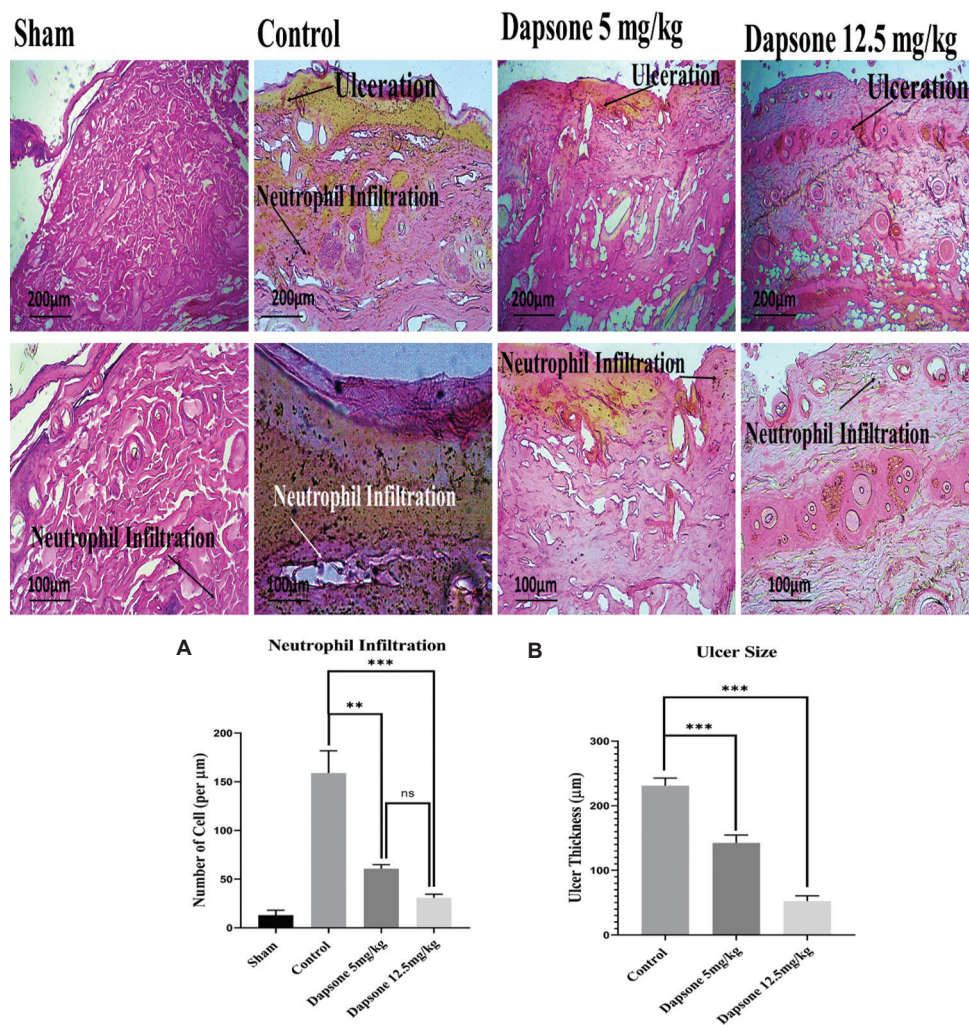 Sham
Control
Dapsone 5 mg/kg
Dapsone 12.5 mg/kg
Ulceration
Neutrophil Infiltration
200μm
200μm
Ulceration
200μm
Ulceration
200μm
Neutrophil Infiltration
100μm
Neutrophil Infiltration
100μm
Neutrophil Infiltration
100μm
Neutrophil Infiltration
100μm
A
Neutrophil Infiltration
***
**
ns
Number of Cell (per μm)
200
150
100
50
0
Sham
Control
Dapsone 5mg/kg
Dapsone 12.5mg/kg
B
Ulcer Size
***
***
Ulcer Thickness (μm)
300
200
100
0
Control
Dapsone 5mg/kg
Dapsone 12.5mg/kg